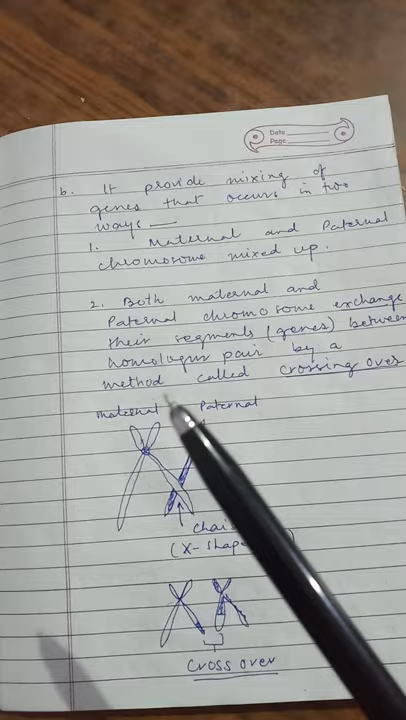 Date
Page
b. It provide mixing of
genes that occurs in two
ways —
1. Maternal and Paternal
chromosome mixed up.
2. Both maternal and
Paternal chromosome exchange
their segments (genes) between
homologur pair by a
method called crossing over
maternal Paternal
Chais
(X-shape )
Cross over